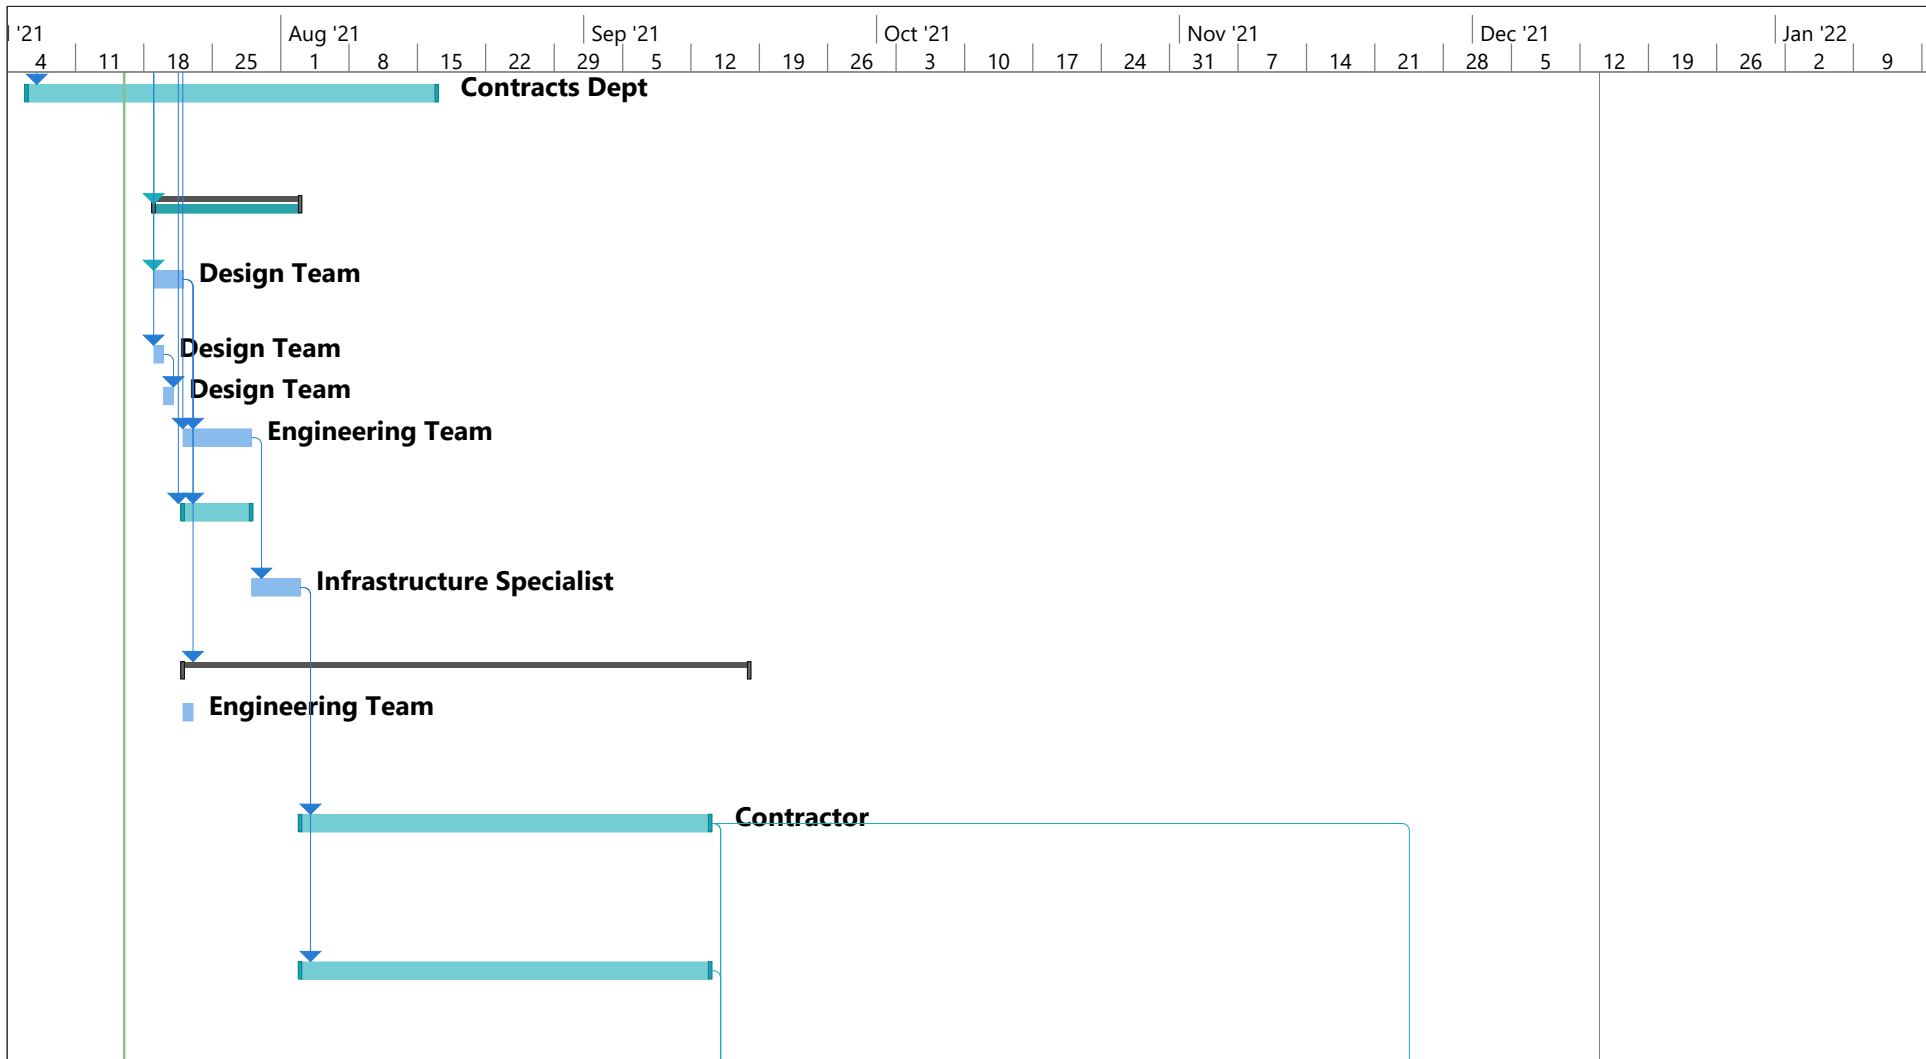 '21 Aug '21 Sep '21 Oct '21 Nov '21 Dec '21 Jan '22
4 11 18 25 1 8 15 22 29 5 12 19 26 3 10 17 24 31 7 14 21 28 5 12 19 26 2 9
Contracts Dept
Design Team
Design Team
Design Team
Engineering Team
Infrastructure Specialist
Engineering Team
Contractor